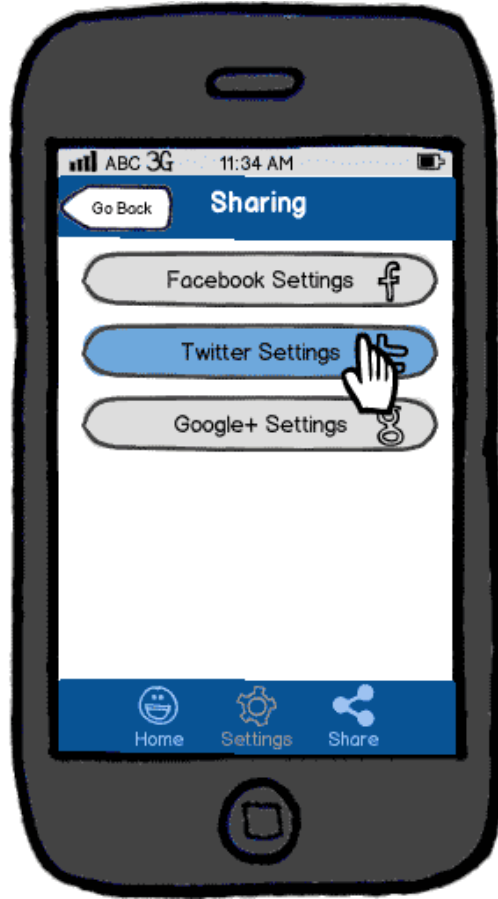 ABC 3G 11:34 AM
Go Back Sharing
Facebook Settings f
Twitter Settings
Google+ Settings g
Home Settings Share